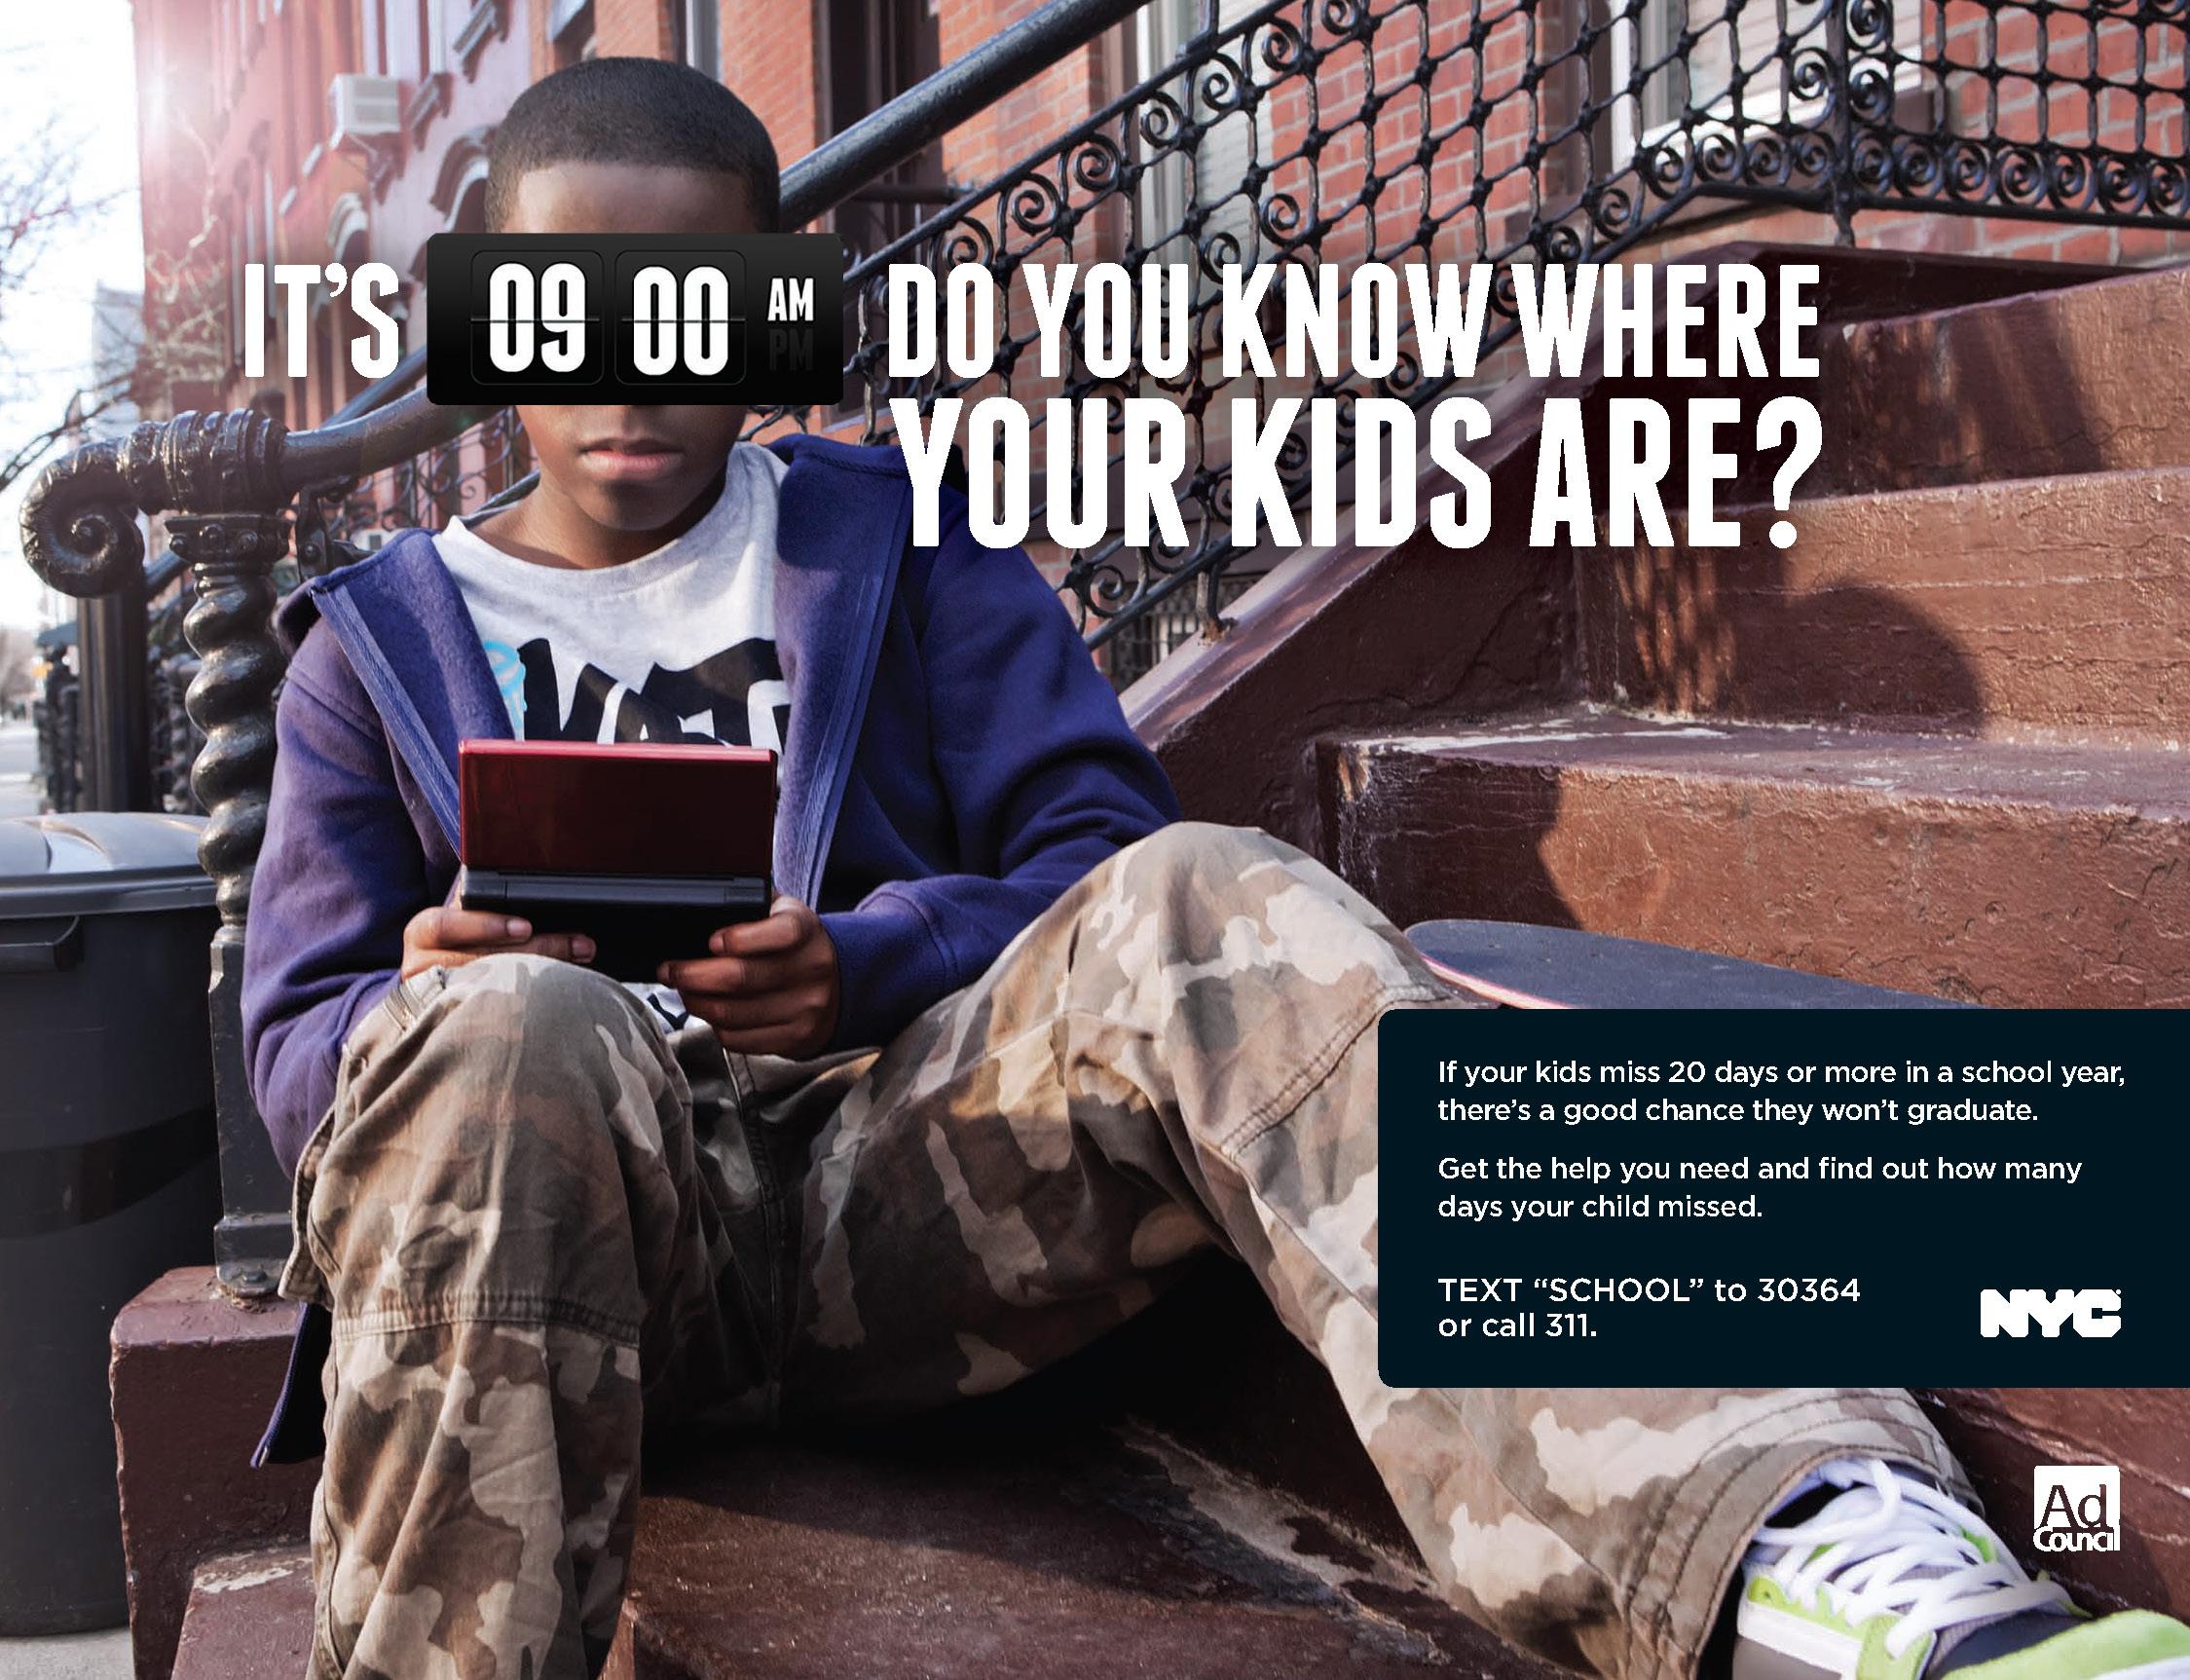 IT'S 09 00 AM DO YOU KNOW WHERE
PM
YOUR KIDS ARE?
If your kids miss 20 days or more in a school year,
there's a good chance they won't graduate.
Get the help you need and find out how many
days your child missed.
TEXT “SCHOOL” to 30364
or call 311.
NYC
Ad
Council